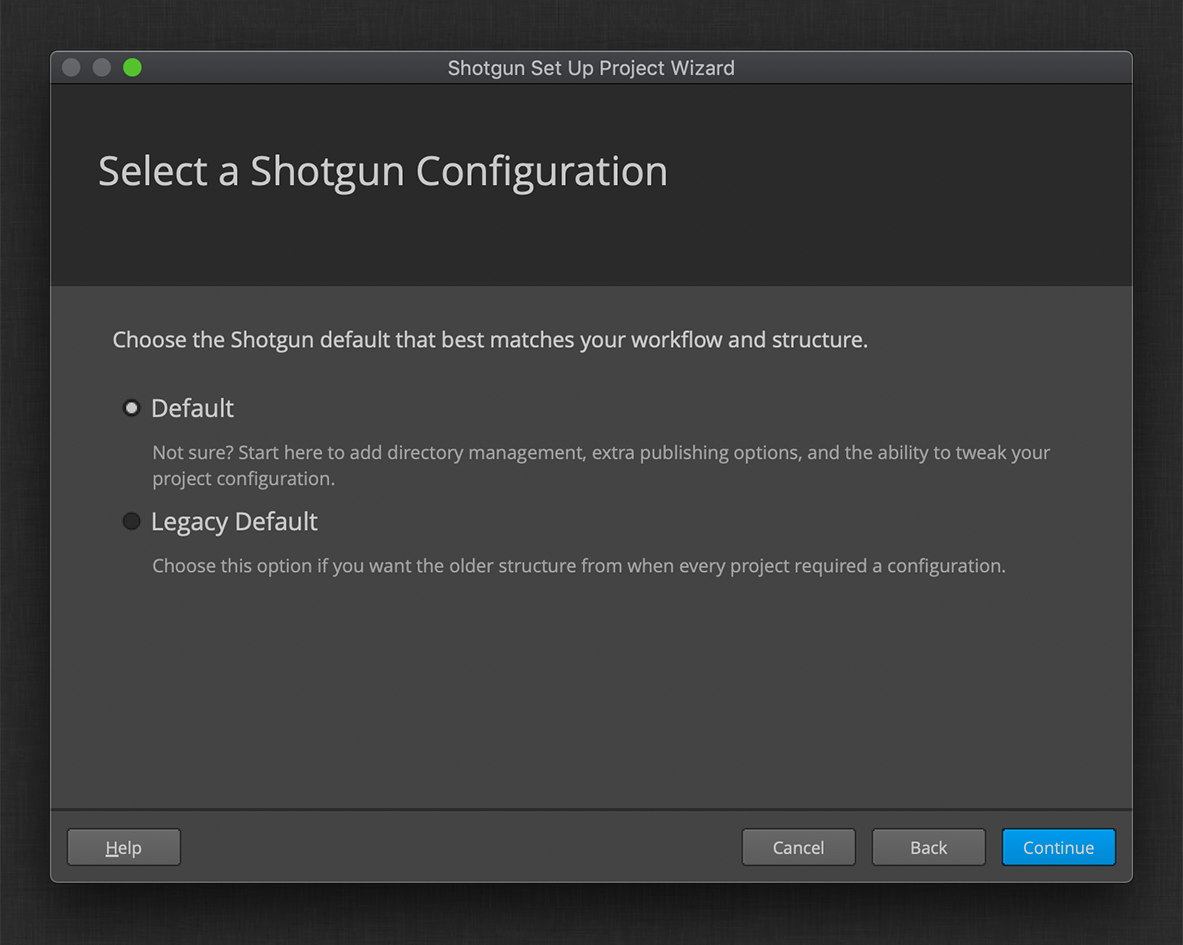 Shotgun Set Up Project Wizard
Select a Shotgun Configuration
Choose the Shotgun default that best matches your workflow and structure.
Default
Not sure? Start here to add directory management, extra publishing options, and the ability to tweak your
project configuration.
Legacy Default
Choose this option if you want the older structure from when every project required a configuration.
Help
Cancel
Back
Continue